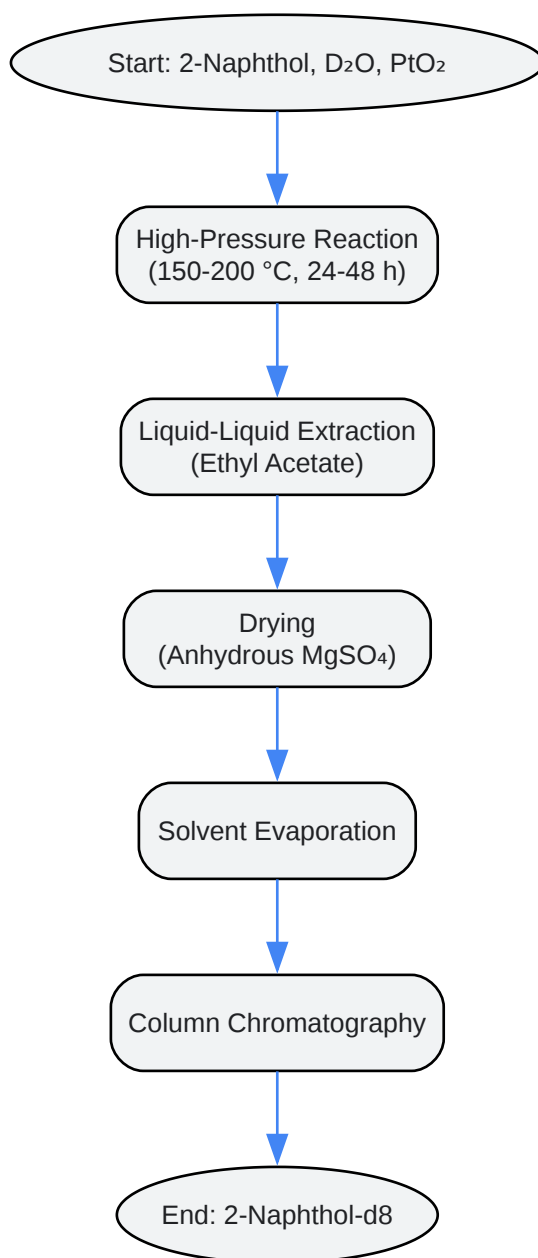 Start: 2-Naphthol, D₂O, PtO₂
High-Pressure Reaction
(150-200 °C, 24-48 h)
Liquid-Liquid Extraction
(Ethyl Acetate)
Drying
(Anhydrous MgSO₄)
Solvent Evaporation
Column Chromatography
End: 2-Naphthol-d8